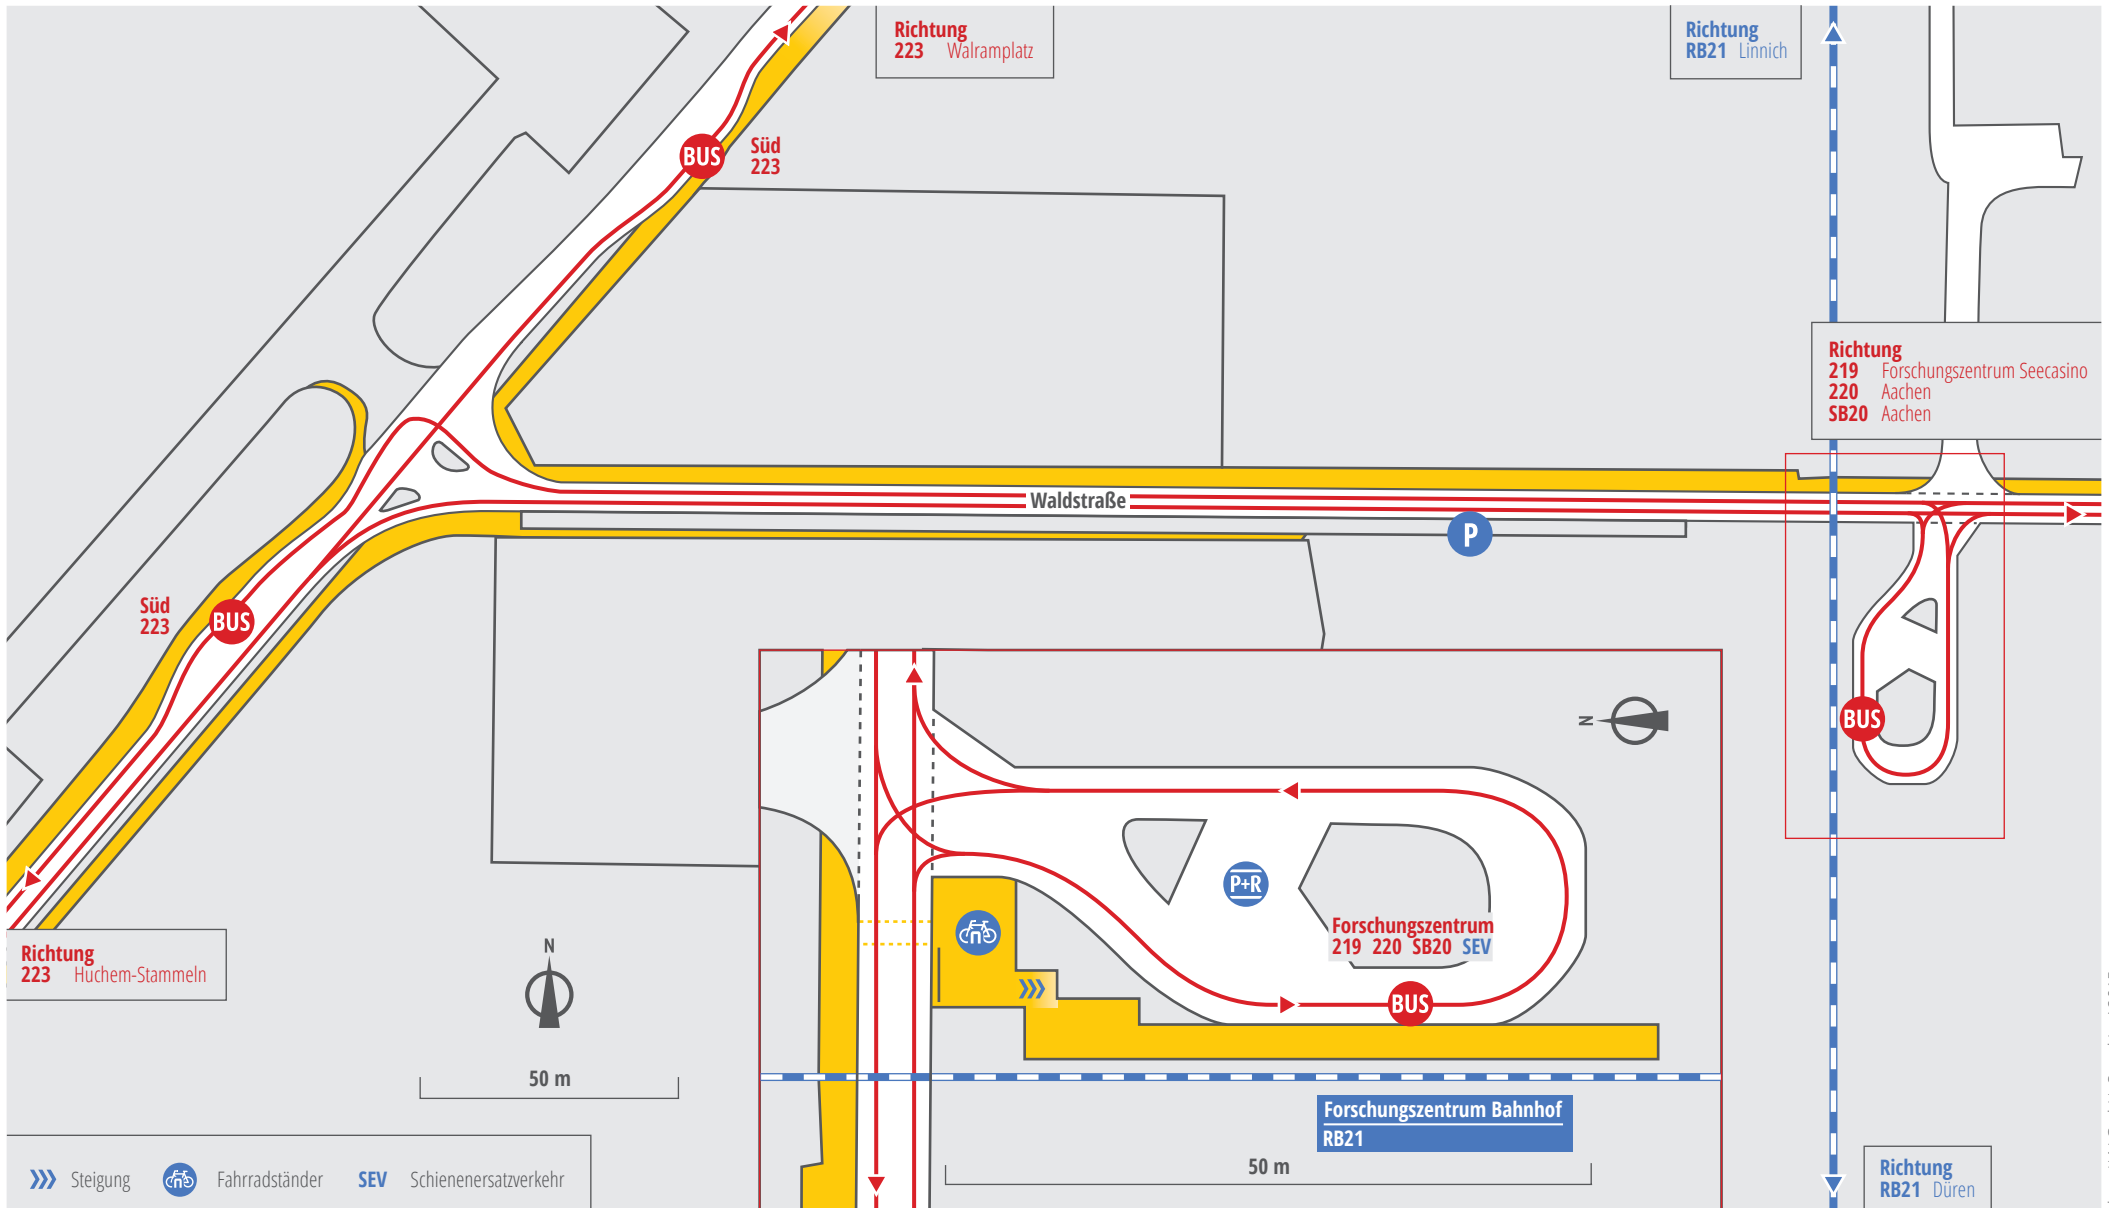 Richtung
223 Walramplatz
Richtung
RB21 Linnich
BUS
Süd
223
Richtung
219 Forschungszentrum Seecasino
220 Aachen
SB20 Aachen
Waldstraße
P
Süd
223
BUS
BUS
N
P+R
Forschungszentrum
219 220 SB20 SEV
BUS
Richtung
223 Huchem-Stammeln
N
50 m
Forschungszentrum Bahnhof
RB21
50 m
Steigung
Fahrradständer
SEV Schienenersatzverkehr
Richtung
RB21 Düren